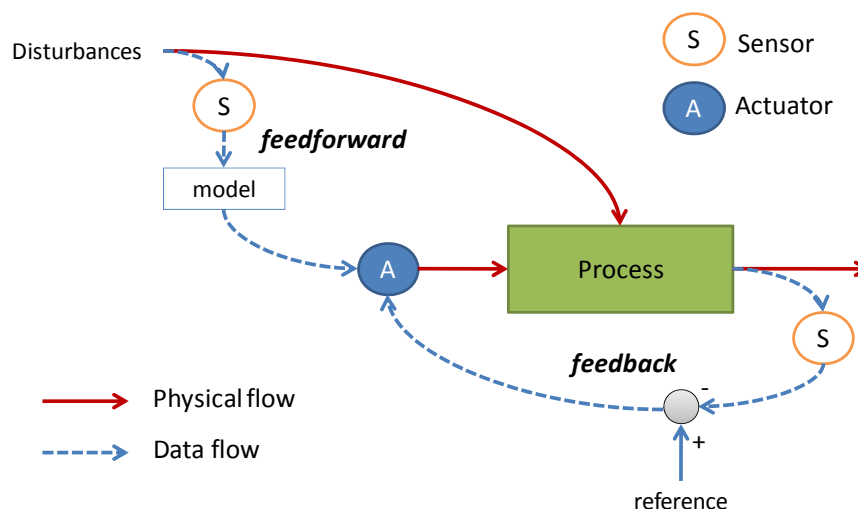 S
Sensor
Disturbances
A
Actuator
S
feedforward
model
A
Process
S
feedback
-
+
Physical flow
Data flow
reference